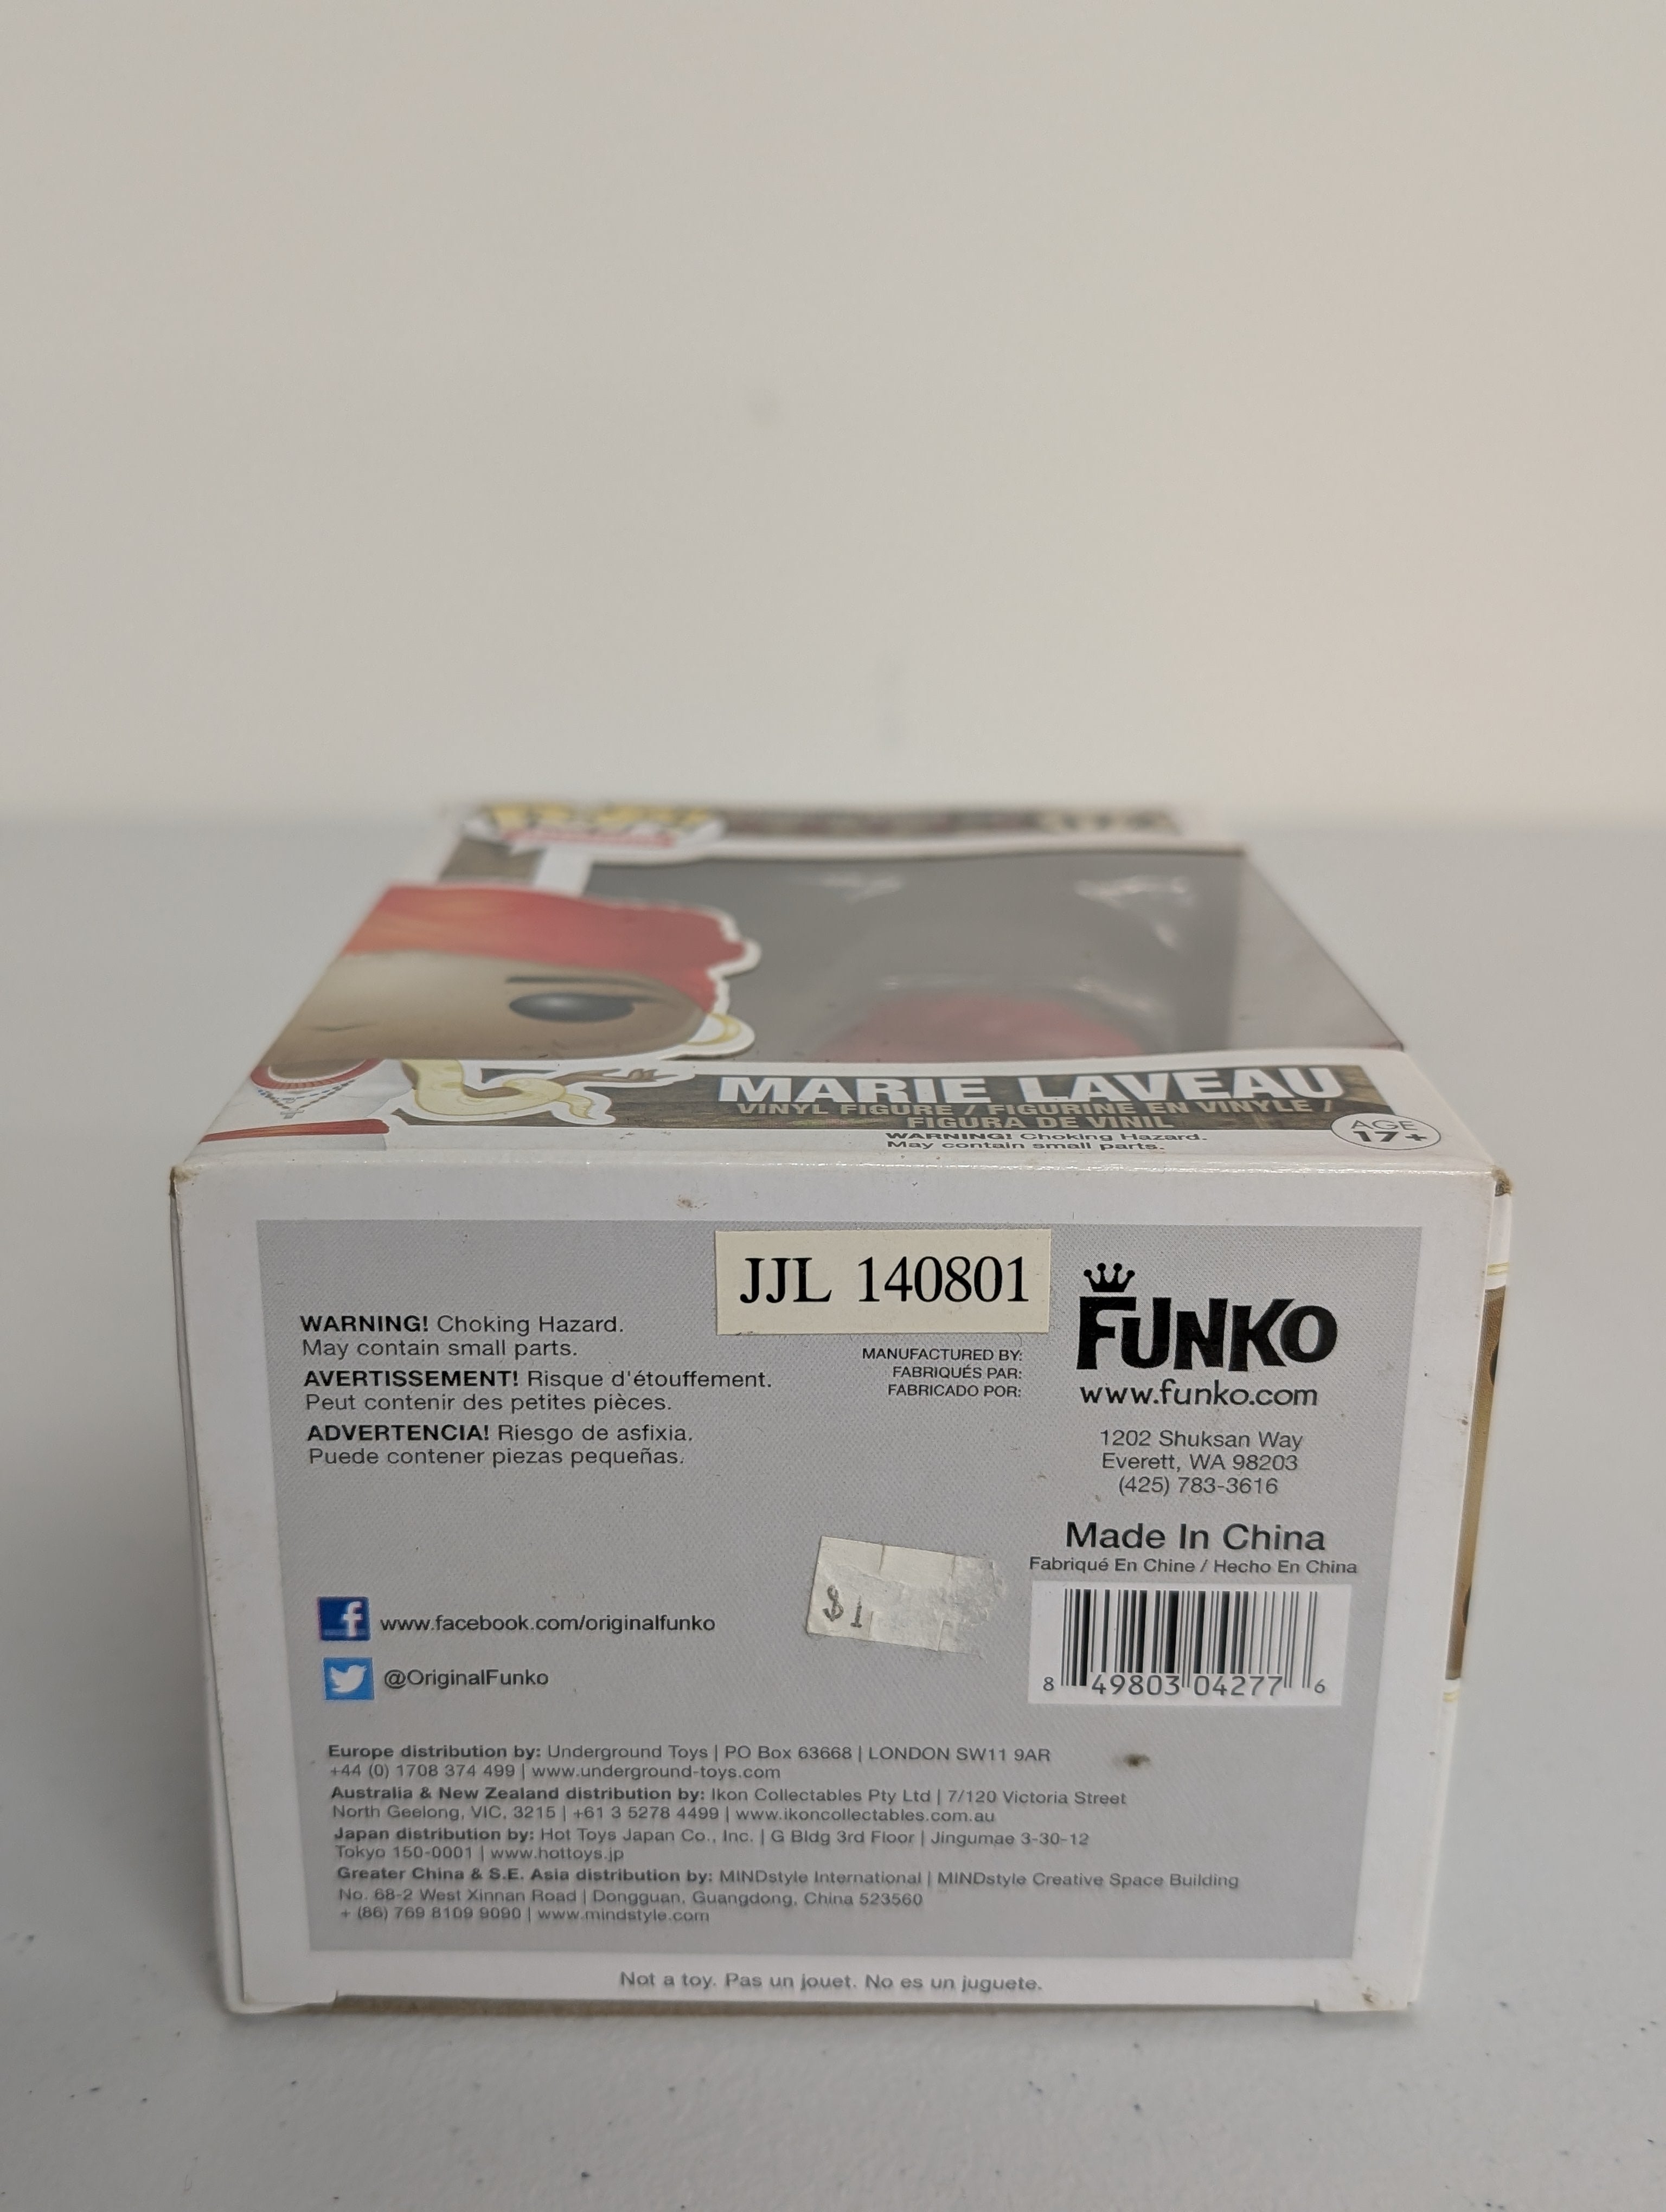 MARIE LAVEAU
VINYL FIGURE / FIGURINE EN VINYLE /
FIGURA DE VINIL
WARNING! Choking Hazard.
May contain small parts.
AGE
17+
JJL 140801
WARNING! Choking Hazard.
May contain small parts.
AVERTISSEMENT! Risque d'étouffement.
Peut contenir des petites pièces.
ADVERTENCIA! Riesgo de asfixia.
Puede contener piezas pequeñas.
MANUFACTURED BY:
FABRIQUÉS PAR:
FABRICADO POR:
FUNKO
www.funko.com
1202 Shuksan Way
Everett, WA 98203
(425) 783-3616
Made In China
Fabriqué En Chine / Hecho En China
$1
8 49803 04277 6
www.facebook.com/originalfunko
@OriginalFunko
Europe distribution by: Underground Toys | PO Box 63668 | LONDON SW11 9AR
+44 (0) 1708 374 499 | www.underground-toys.com
Australia & New Zealand distribution by: Ikon Collectables Pty Ltd | 7/120 Victoria Street
North Geelong, VIC, 3215 | +61 3 5278 4499 | www.ikoncollectables.com.au
Japan distribution by: Hot Toys Japan Co., Inc. | G Bldg 3rd Floor | Jingumae 3-30-12
Tokyo 150-0001 | www.hottoys.jp
Greater China & S.E. Asia distribution by: MINDstyle International | MINDstyle Creative Space Building
No. 68-2 West Xinnan Road | Dongguan, Guangdong, China 523560
+ (86) 769 8109 9090 | www.mindstyle.com
Not a toy. Pas un jouet. No es un juguete.